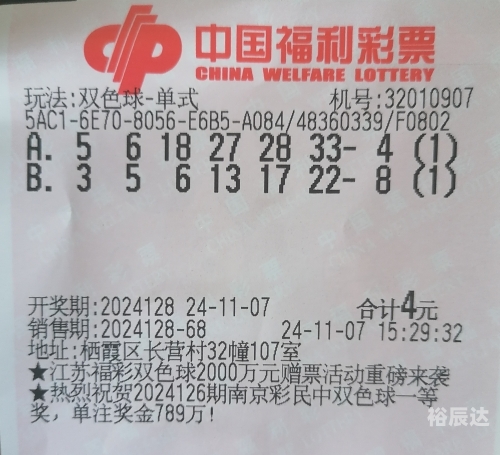 中国福利彩票
CHINA WELFARE LOTTERY
玩法:双色球-单式 机号:32010907
5AC1-6E70-8056-E6B5-A084/48360339/F0802
A. 5 6 18 27 28 33- 4 (1)
B. 3 5 6 13 17 22- 8 (1)
开奖期:2024128 24-11-07 合计4元
销售期:2024128-68 24-11-07 15:29:32
地址:栖霞区长营村32幢107室
★江苏福彩双色球2000万元赠票活动重磅来袭
★热烈祝贺2024126期南京彩民中双色球一等
奖,单注奖金789万!
裕辰达